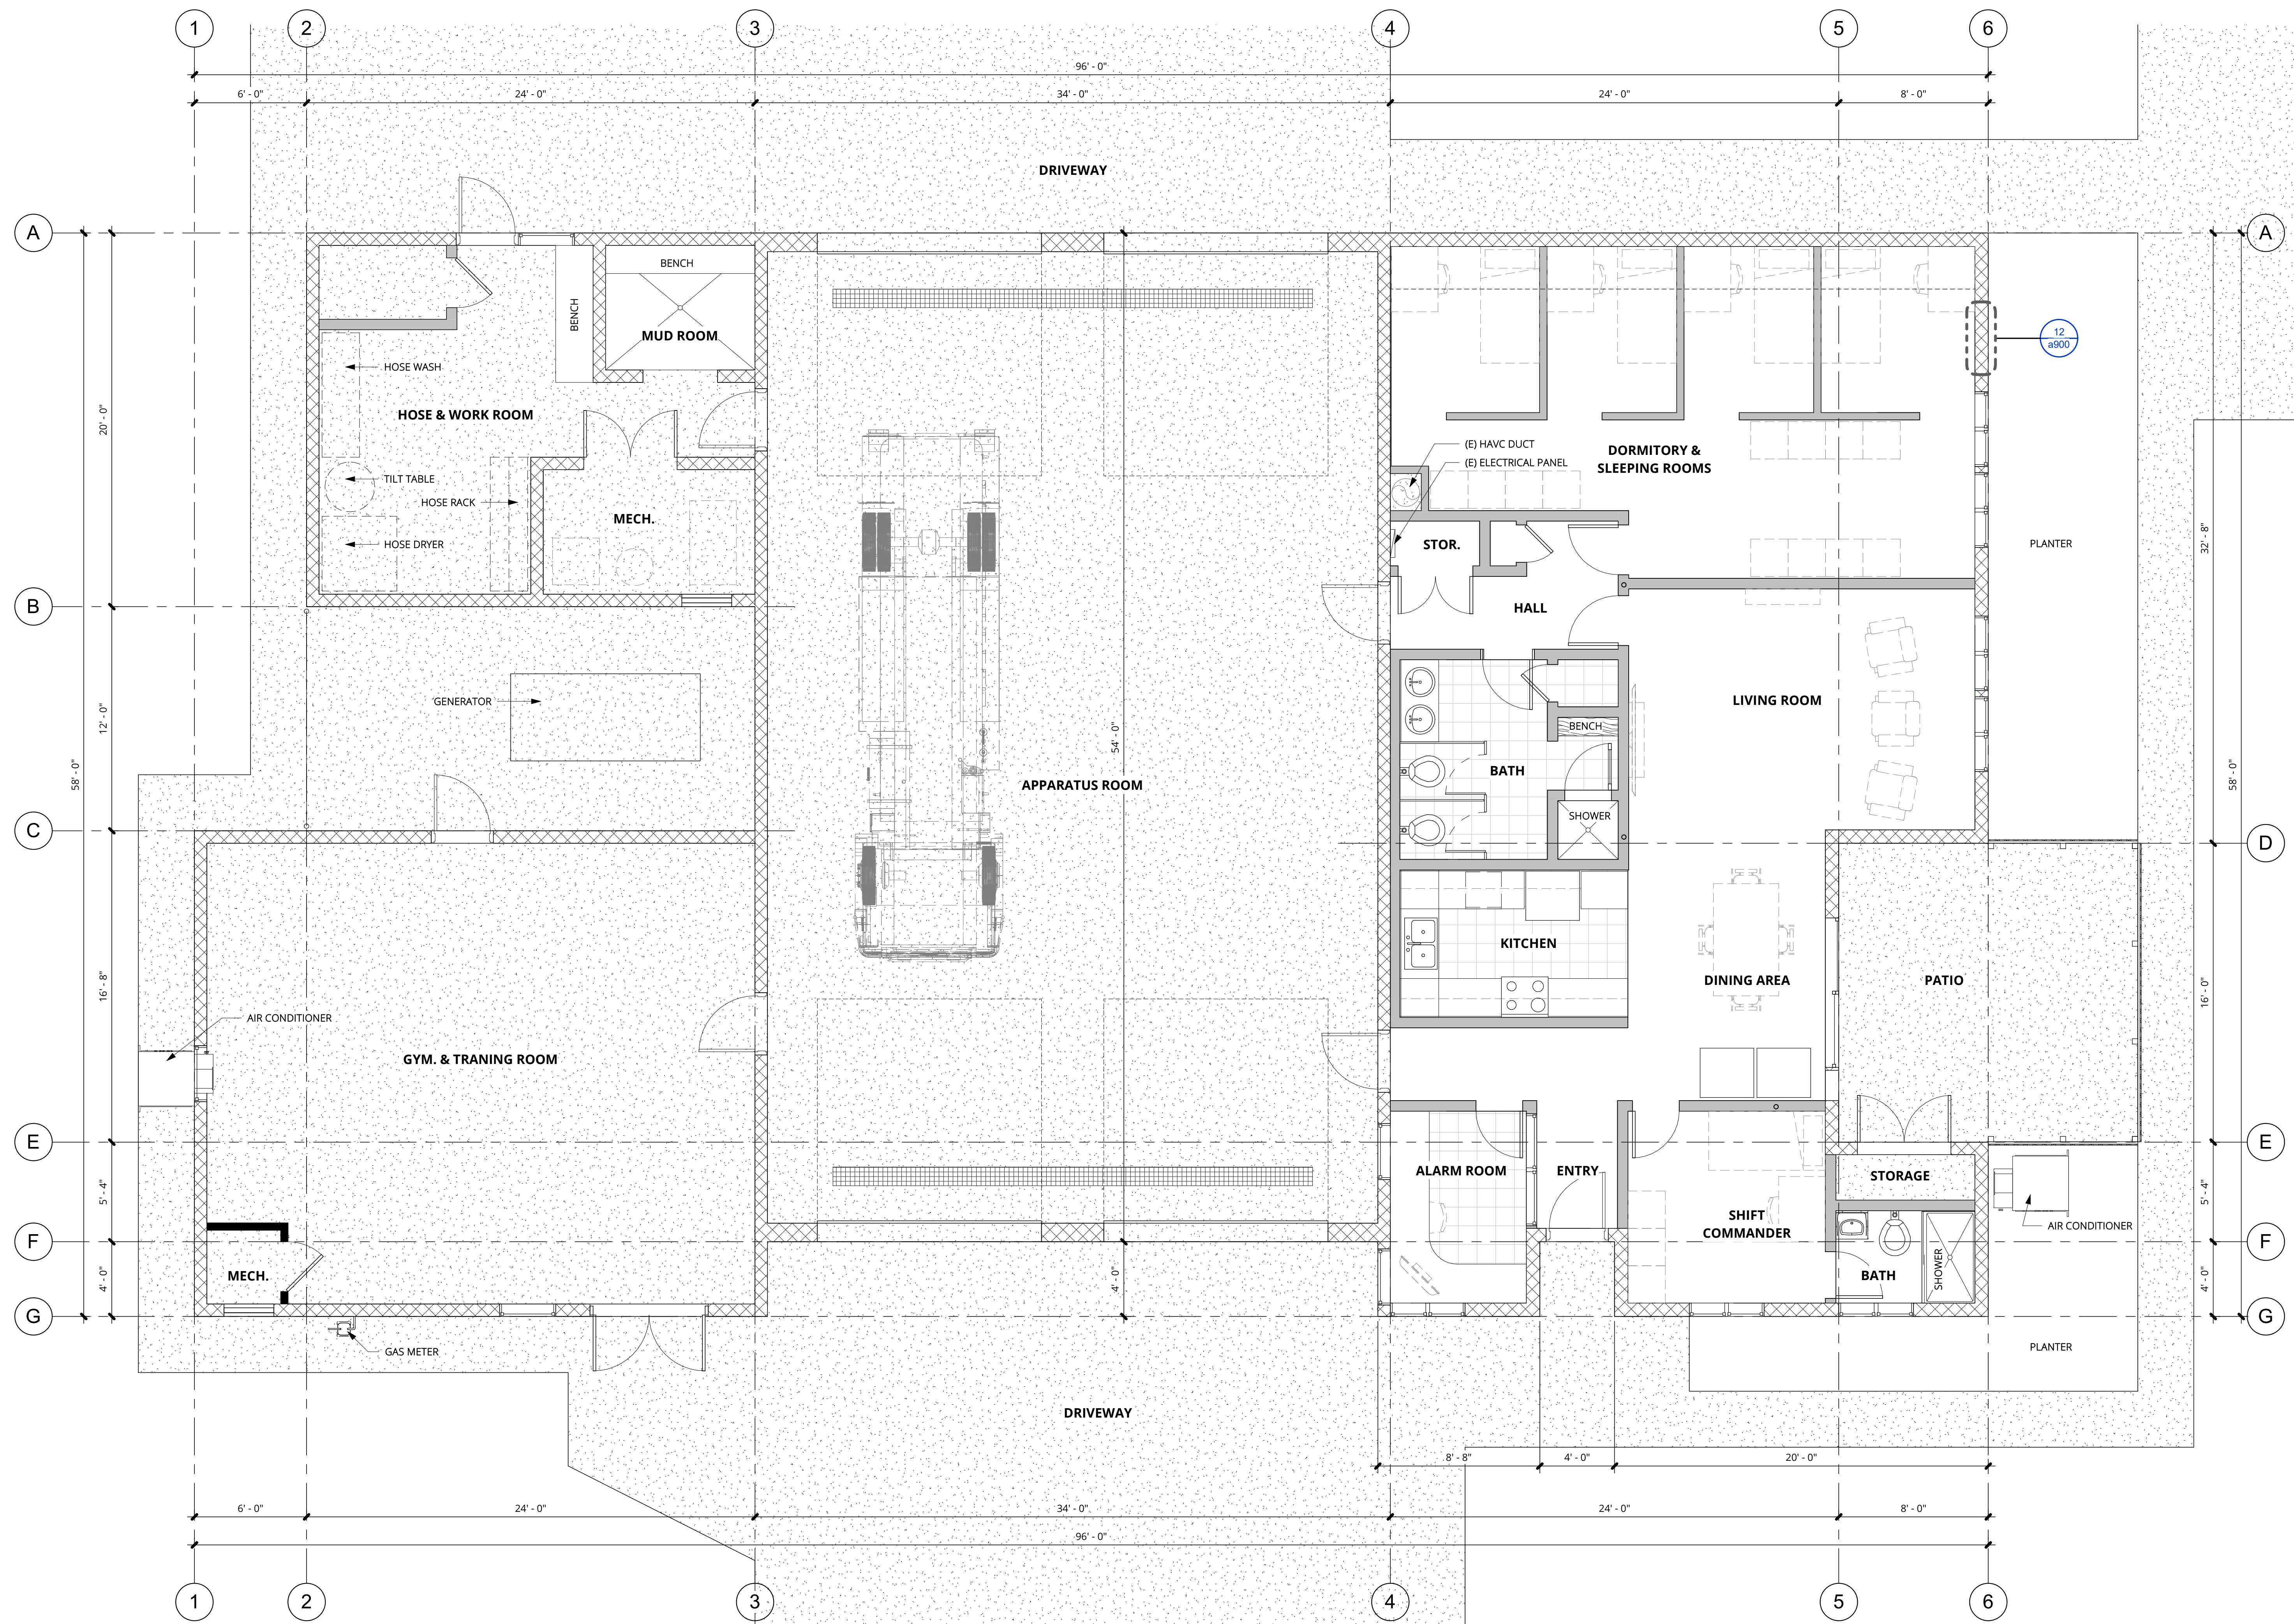 1
2
3
4
5
6
96' - 0"
6' - 0"
24' - 0"
34' - 0"
24' - 0"
8' - 0"
DRIVEWAY
A
A
BENCH
BENCH
MUD ROOM
12
a900
HOSE WASH
HOSE & WORK ROOM
20' - 0"
(E) HAVC DUCT
(E) ELECTRICAL PANEL
DORMITORY &
SLEEPING ROOMS
TILT TABLE
HOSE RACK
MECH.
HOSE DRYER
STOR.
PLANTER
32' - 8"
B
HALL
GENERATOR
12' - 0"
58' - 0"
54' - 0"
LIVING ROOM
BENCH
BATH
APPARATUS ROOM
58' - 0"
SHOWER
C
D
KITCHEN
DINING AREA
PATIO
16' - 8"
16' - 0"
AIR CONDITIONER
GYM. & TRANING ROOM
E
E
ALARM ROOM
ENTRY
STORAGE
5' - 4"
5' - 4"
SHIFT
COMMANDER
AIR CONDITIONER
F
F
MECH.
4' - 0"
4' - 0"
BATH
SHOWER
4' - 0"
G
G
GAS METER
PLANTER
DRIVEWAY
8' - 8"
4' - 0"
20' - 0"
6' - 0"
24' - 0"
34' - 0"
24' - 0"
8' - 0"
96' - 0"
1
2
3
4
5
6